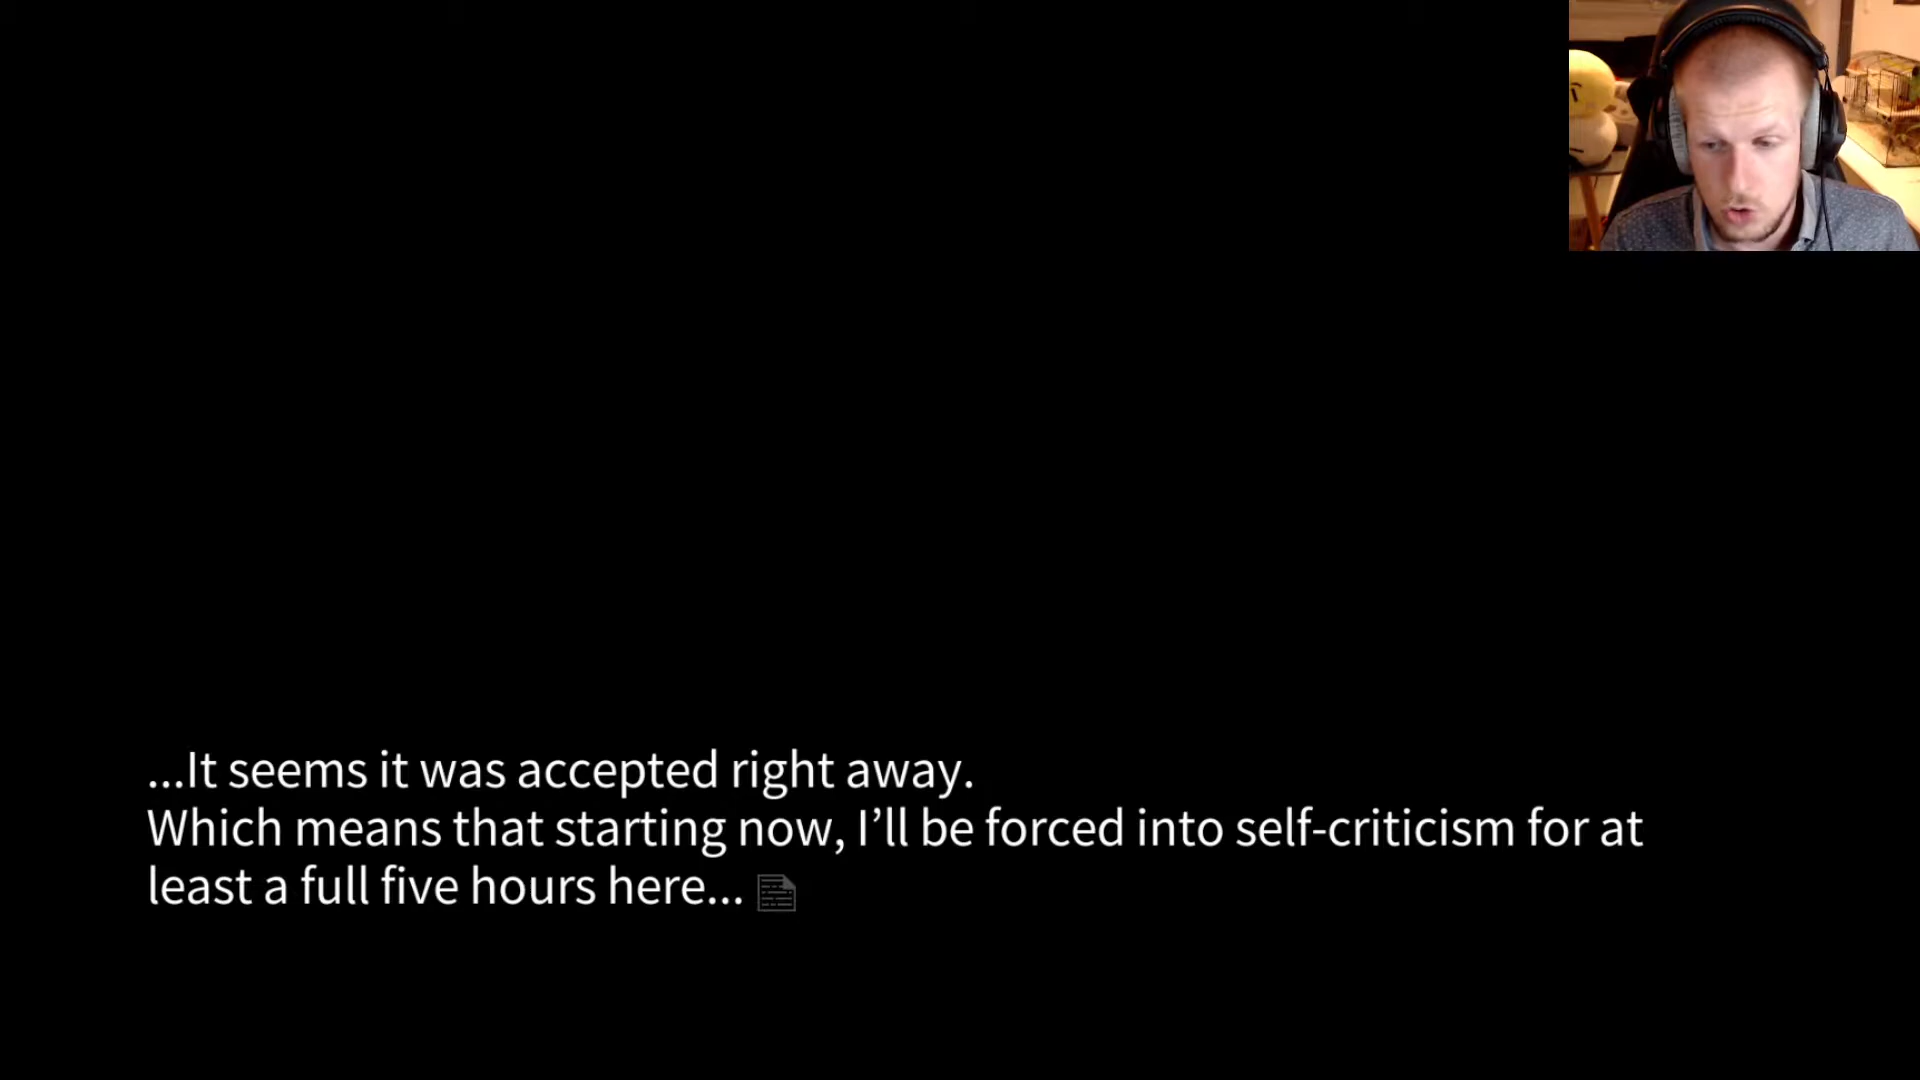 ...It seems it was accepted right away.
Which means that starting now, I’ll be forced into self-criticism for at
least a full five hours here...